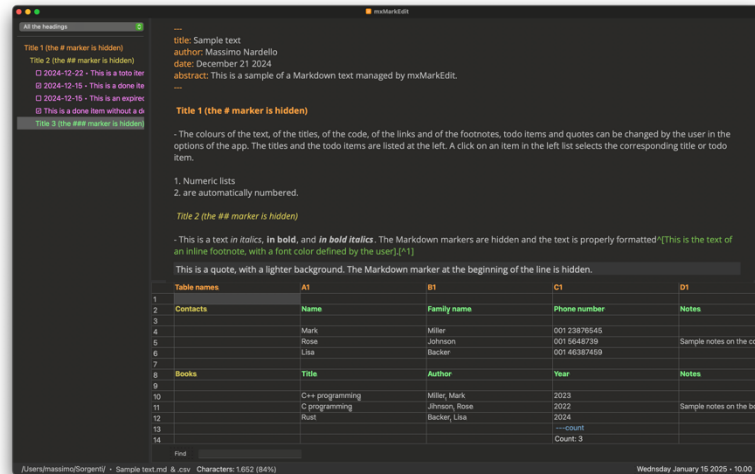 mxMarkEdit
All the headings
Title 1 (the # marker is hidden)
Title 2 (the ## marker is hidden)
2024-12-22 • This is a toto iter
2024-12-15 • This is a done ite
2024-12-15 • This is an expired
This is a done item without a d
Title 3 (the ### marker is hidden)
---
title: Sample text
author: Massimo Nardello
date: December 21 2024
abstract: This is a sample of a Markdown text managed by mxMarkEdit.
---
Title 1 (the # marker is hidden)
- The colours of the text, of the titles, of the code, of the links and of the footnotes, todo items and quotes can be changed by the user in the
options of the app. The titles and the todo items are listed at the left. A click on an item in the left list selects the corresponding title or todo
item.
1. Numeric lists
2. are automatically numbered.
Title 2 (the ## marker is hidden)
- This is a text in italics, in bold, and in bold italics. The Markdown markers are hidden and the text is properly formatted^[This is the text of
an inline footnote, with a font color defined by the user].[^1]
This is a quote, with a lighter background. The Markdown marker at the beginning of the line is hidden.
Table names A1 B1 C1 D1
1
2 Contacts Name Family name Phone number Notes
3
4 Mark Miller 001 23876545
5 Rose Johnson 001 5648739 Sample notes on the co
6 Lisa Backer 001 46387459
7
8 Books Title Author Year Notes
9
10 C++ programming Miller, Mark 2023
11 C programming Jihnson, Rose 2022 Sample notes on the bo
12 Rust Backer, Lisa 2024
13 ---count
14 Count: 3
Find
/Users/massimo/Sorgenti/ • Sample text.md & .csv Characters: 1.652 (84%) Wednsday January 15 2025 • 10.00